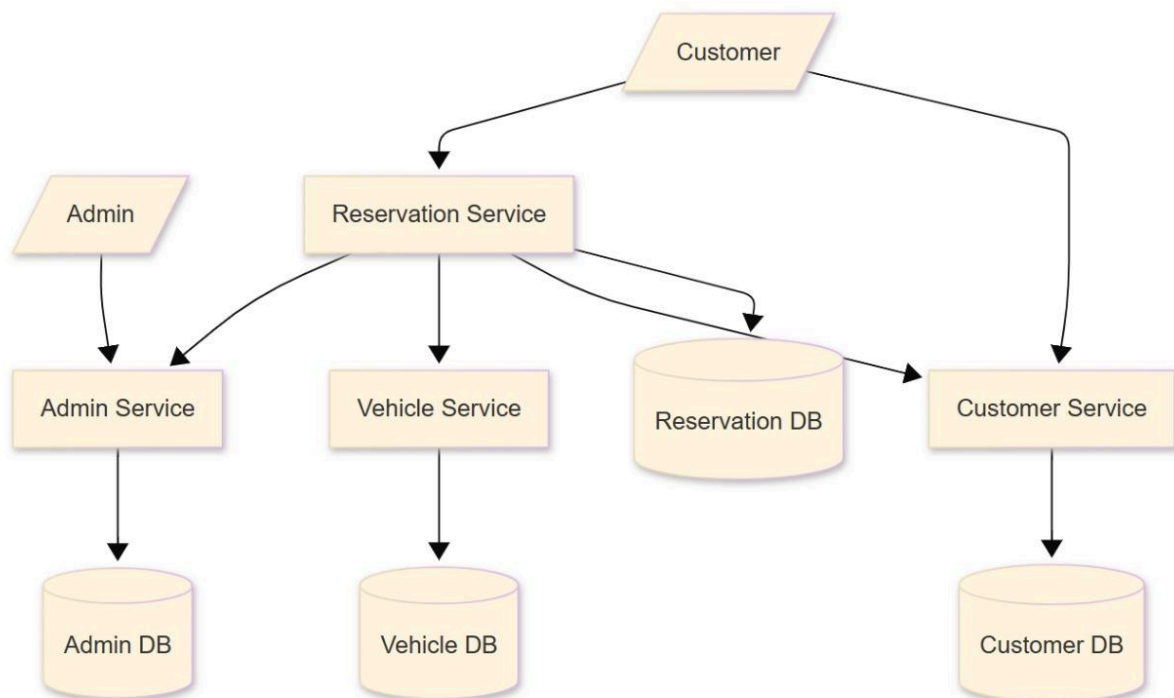 Customer
Admin
Reservation Service
Admin Service
Vehicle Service
Reservation DB
Customer Service
Admin DB
Vehicle DB
Customer DB